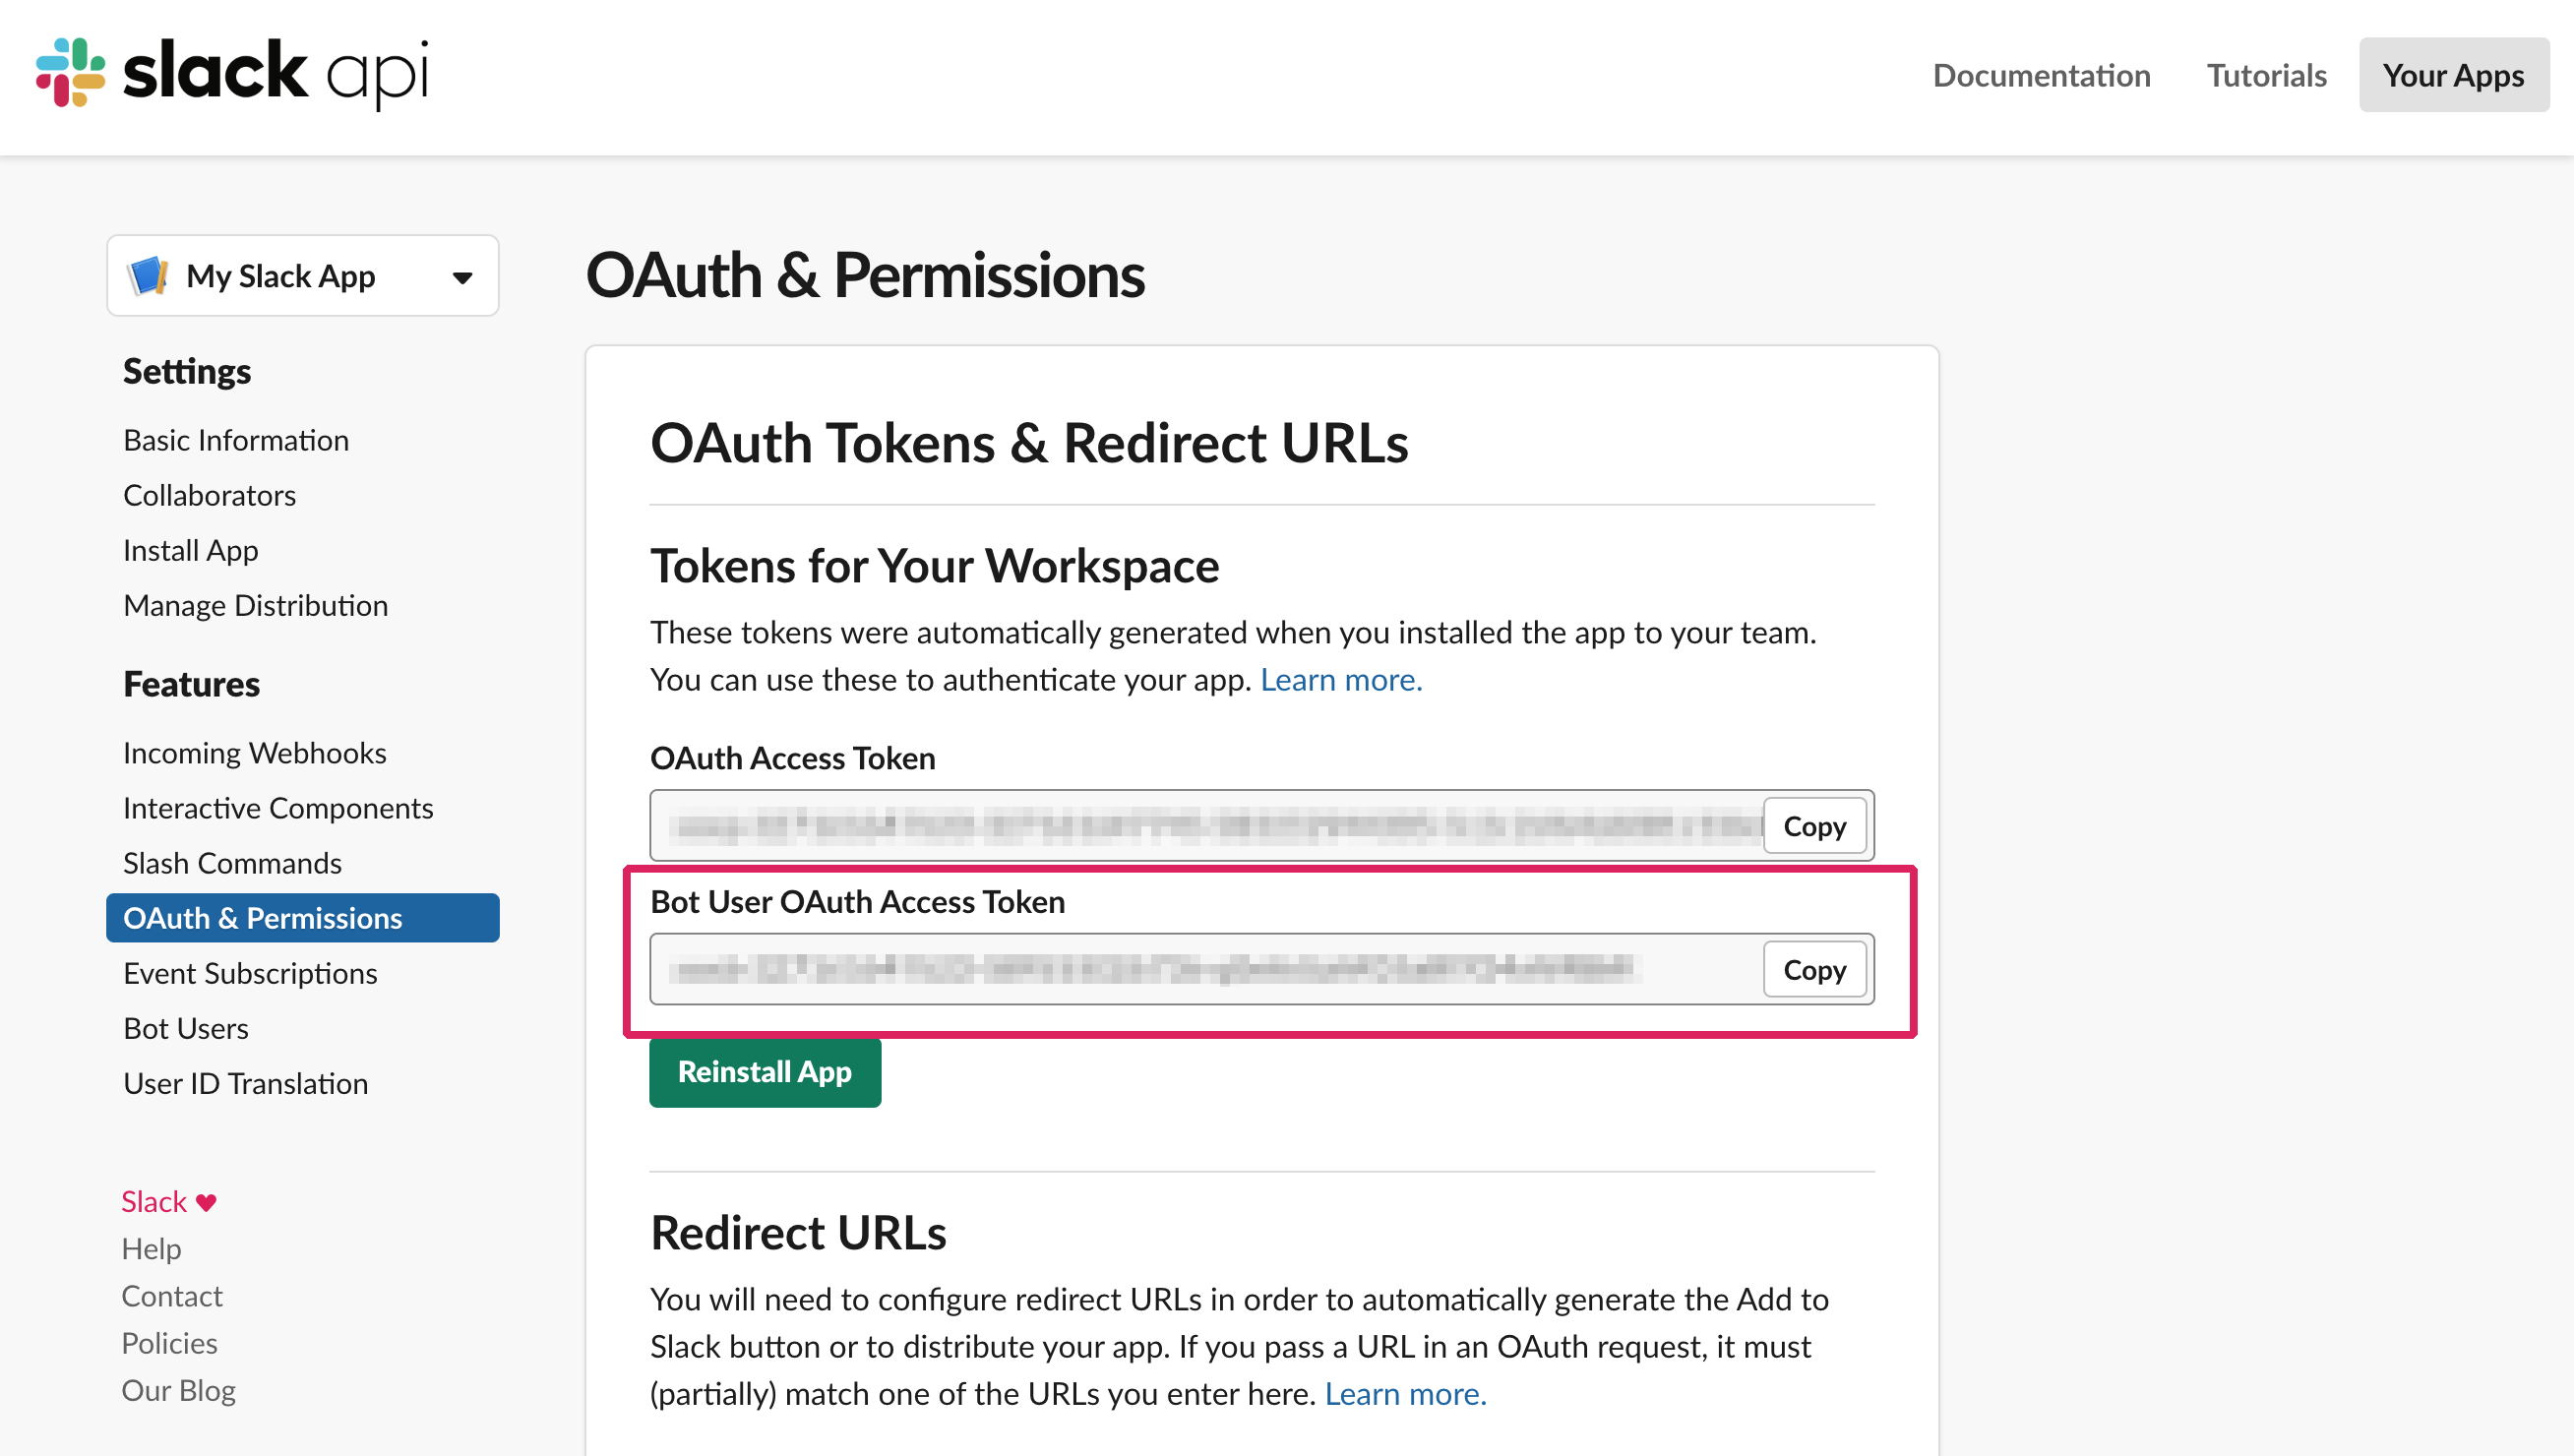 slack api
Documentation
Tutorials
Your Apps
My Slack App
Settings
Basic Information
Collaborators
Install App
Manage Distribution
Features
Incoming Webhooks
Interactive Components
Slash Commands
OAuth & Permissions
Event Subscriptions
Bot Users
User ID Translation
Slack ♥
Help
Contact
Policies
Our Blog
OAuth & Permissions
OAuth Tokens & Redirect URLs
Tokens for Your Workspace
These tokens were automatically generated when you installed the app to your team.
You can use these to authenticate your app. Learn more.
OAuth Access Token
Copy
Bot User OAuth Access Token
Copy
Reinstall App
Redirect URLs
You will need to configure redirect URLs in order to automatically generate the Add to
Slack button or to distribute your app. If you pass a URL in an OAuth request, it must
(partially) match one of the URLs you enter here. Learn more.